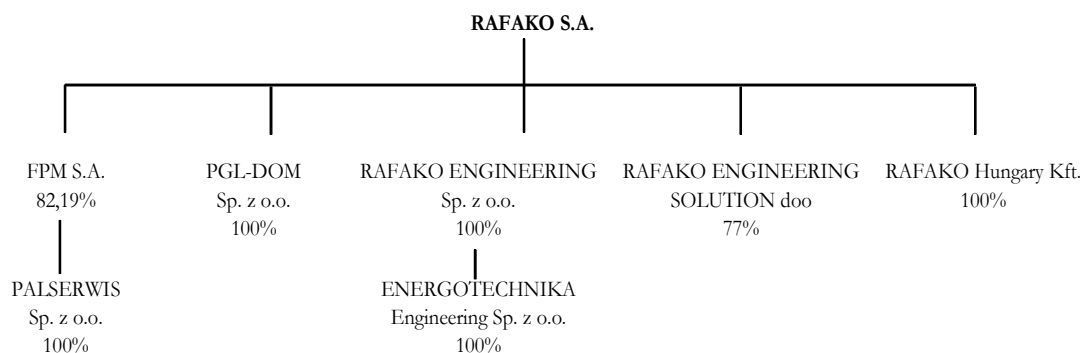 RAFAKO S.A.
FPM S.A.
82,19%
PGL-DOM
Sp. z o.o.
100%
RAFAKO ENGINEERING
Sp. z o.o.
100%
RAFAKO ENGINEERING
SOLUTION doo
77%
RAFAKO Hungary Kft.
100%
PALSERWIS
Sp. z o.o.
100%
ENERGOTECHNIKA
Engineering Sp. z o.o.
100%